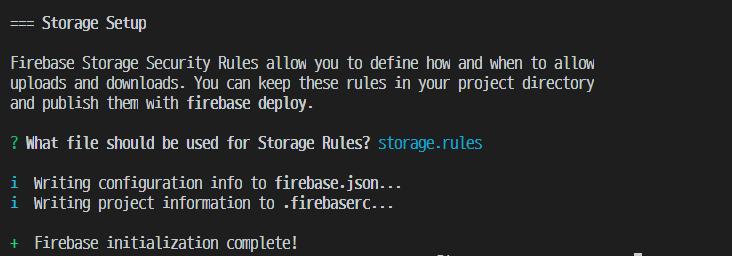 === Storage Setup
Firebase Storage Security Rules allow you to define how and when to allow
uploads and downloads. You can keep these rules in your project directory
and publish them with firebase deploy.
? What file should be used for Storage Rules? storage.rules
i  Writing configuration info to firebase.json...
i  Writing project information to .firebaserc...
+  Firebase initialization complete!